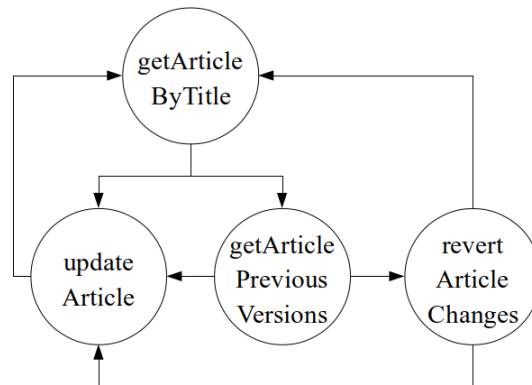 getArticle
ByTitle
update
Article
getArticle
Previous
Versions
revert
Article
Changes